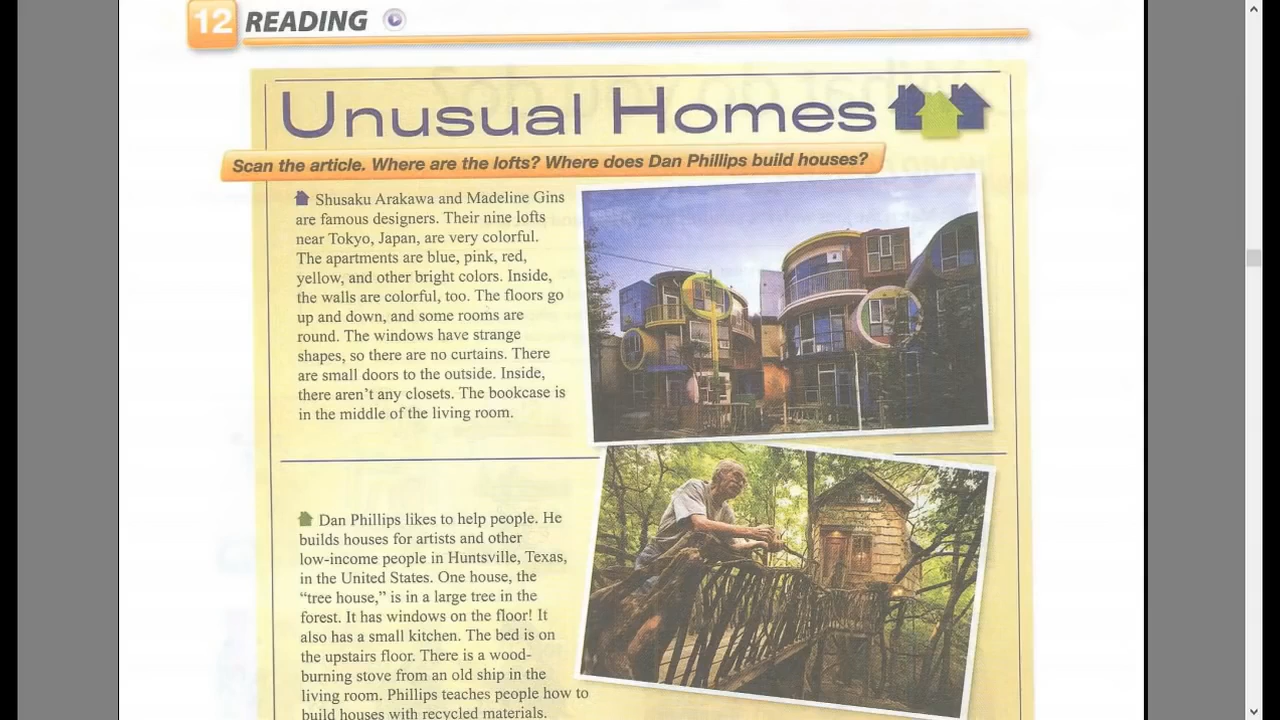 12 READING
Unusual Homes
Scan the article. Where are the lofts? Where does Dan Phillips build houses?
Shusaku Arakawa and Madeline Gins
are famous designers. Their nine lofts
near Tokyo, Japan, are very colorful.
The apartments are blue, pink, red,
yellow, and other bright colors. Inside,
the walls are colorful, too. The floors go
up and down, and some rooms are
round. The windows have strange
shapes, so there are no curtains. There
are small doors to the outside. Inside,
there aren't any closets. The bookcase is
in the middle of the living room.
Dan Phillips likes to help people. He
builds houses for artists and other
low-income people in Huntsville, Texas,
in the United States. One house, the
“tree house,” is in a large tree in the
forest. It has windows on the floor! It
also has a small kitchen. The bed is on
the upstairs floor. There is a wood-
burning stove from an old ship in the
living room. Phillips teaches people how to
build houses with recycled materials.